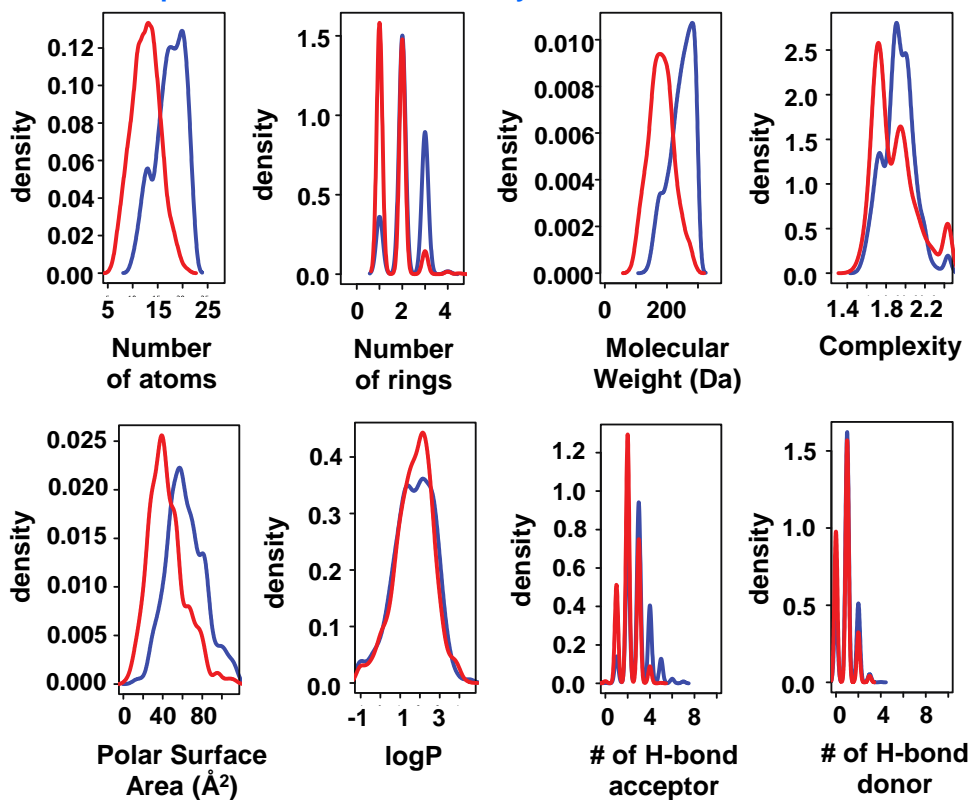 density
0.12
0.10
0.08
0.06
0.04
0.02
0.00
5 15 25
Number
of atoms
density
1.5
1.0
0.5
0.0
0 2 4
Number
of rings
density
0.010
0.008
0.006
0.004
0.002
0.000
0 200
Molecular
Weight (Da)
density
2.5
2.0
1.5
1.0
0.5
0.0
1.4 1.8 2.2
Complexity
density
0.025
0.020
0.015
0.010
0.005
0.000
0 40 80
Polar Surface
Area (Å²)
density
0.4
0.3
0.2
0.1
0.0
-1 1 3
logP
density
1.2
1.0
0.8
0.6
0.4
0.2
0.0
0 4 8
# of H-bond
acceptor
density
1.5
1.0
0.5
0.0
0 4 8
# of H-bond
donor